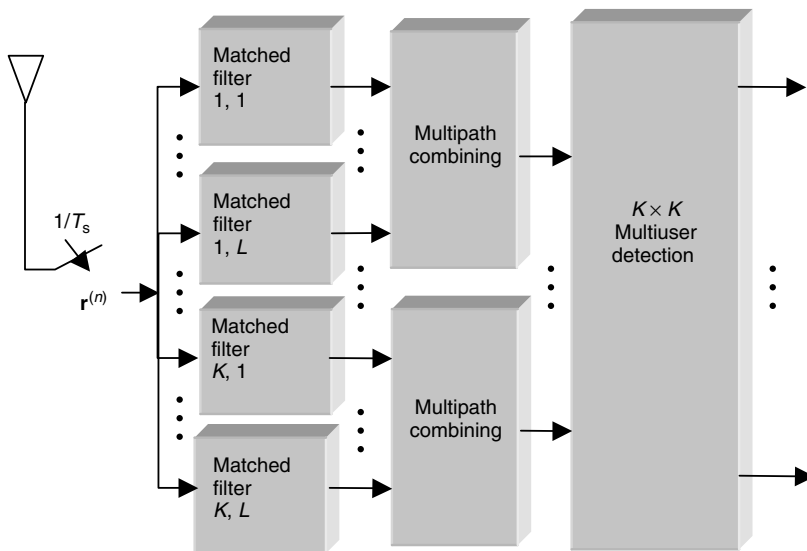 Matched
filter
1, 1
Matched
filter
1, L
Matched
filter
K, 1
Matched
filter
K, L
Multipath
combining
Multipath
combining
K × K
Multiuser
detection
1/Tₛ
r⁽ⁿ⁾